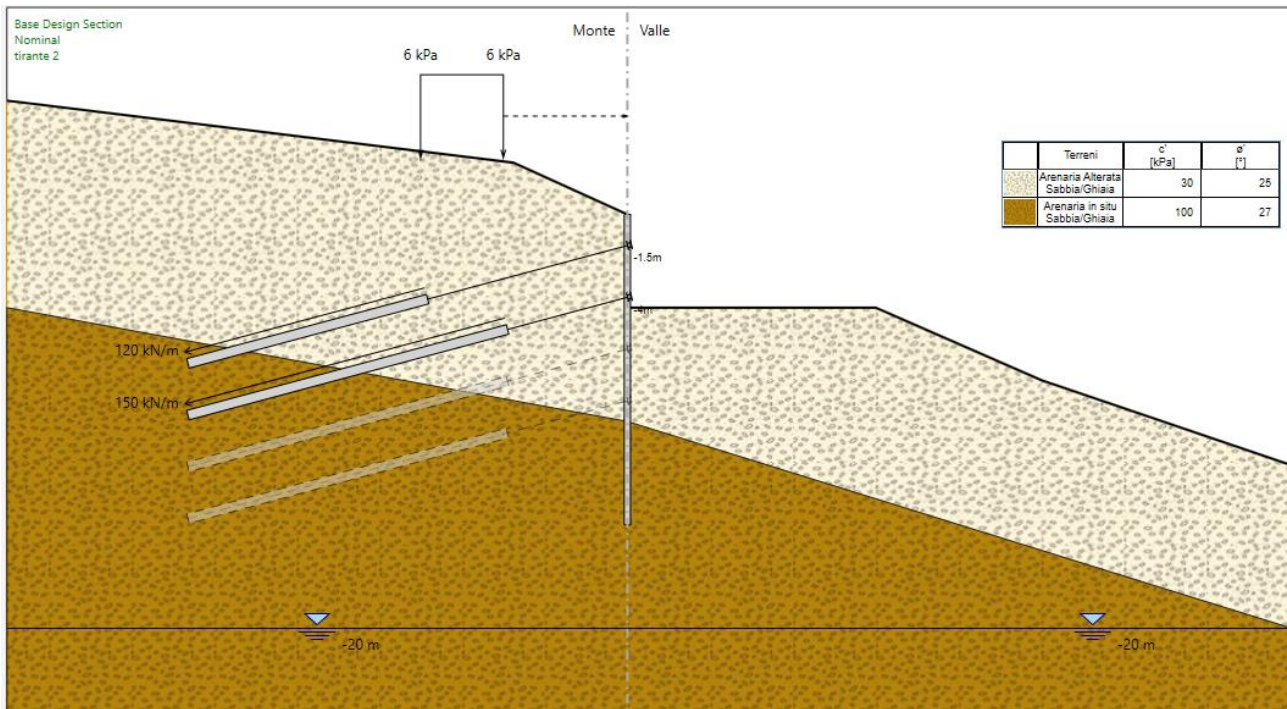 Base Design Section
Nominal
tirante 2
Monte
Valle
6 kPa
6 kPa
Terreni
c'
[kPa]
ø'
[°]
Arenaria Alterata
Sabbia/Ghiaia
30
25
Arenaria in situ
Sabbia/Ghiaia
100
27
-1.5m
-4m
120 kN/m
150 kN/m
-20 m
-20 m